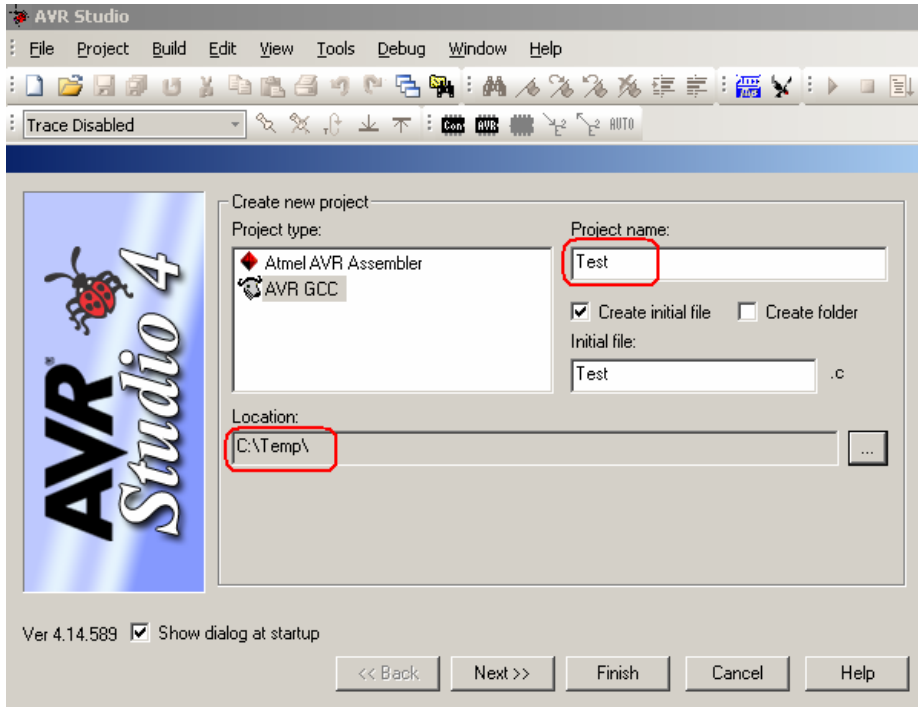 AVR Studio
File Project Build Edit View Tools Debug Window Help
Trace Disabled
Con AVR AUTO
Create new project
Project type: Project name:
Atmel AVR Assembler Test
AVR GCC
Create initial file Create folder
Initial file:
Test .c
Location:
C:\Temp\ ...
AVR Studio 4
Ver 4.14.589 Show dialog at startup
<< Back Next >> Finish Cancel Help